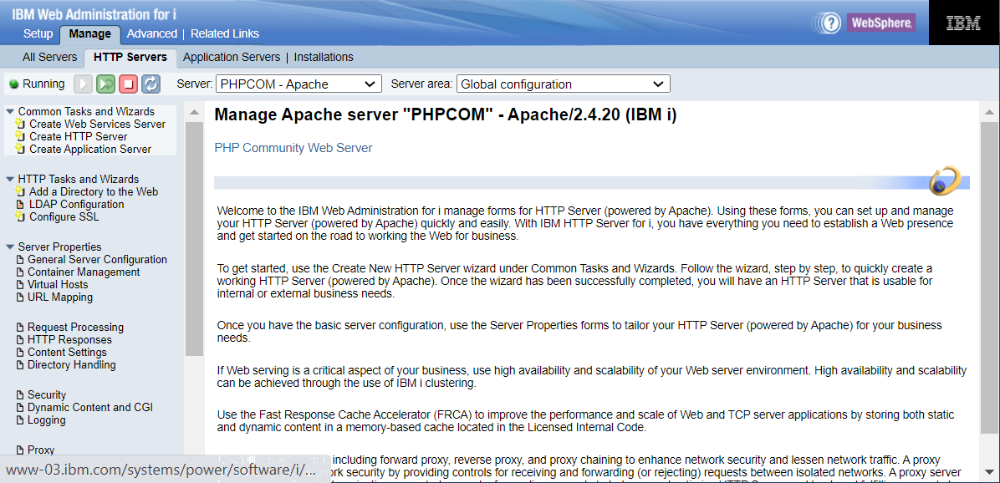 IBM Web Administration for i
Setup Manage Advanced | Related Links
WebSphere.
IBM
All Servers HTTP Servers Application Servers | Installations
Running Server: PHPCOM - Apache Server area: Global configuration
Common Tasks and Wizards
Create Web Services Server
Create HTTP Server
Create Application Server
HTTP Tasks and Wizards
Add a Directory to the Web
LDAP Configuration
Configure SSL
Server Properties
General Server Configuration
Container Management
Virtual Hosts
URL Mapping
Request Processing
HTTP Responses
Content Settings
Directory Handling
Security
Dynamic Content and CGI
Logging
Proxy
www-03.ibm.com/systems/power/software/i/...
Manage Apache server "PHPCOM" - Apache/2.4.20 (IBM i)
PHP Community Web Server
Welcome to the IBM Web Administration for i manage forms for HTTP Server (powered by Apache). Using these forms, you can set up and manage
your HTTP Server (powered by Apache) quickly and easily. With IBM HTTP Server for i, you have everything you need to establish a Web presence
and get started on the road to working the Web for business.
To get started, use the Create New HTTP Server wizard under Common Tasks and Wizards. Follow the wizard, step by step, to quickly create a
working HTTP Server (powered by Apache). Once the wizard has been successfully completed, you will have an HTTP Server that is usable for
internal or external business needs.
Once you have the basic server configuration, use the Server Properties forms to tailor your HTTP Server (powered by Apache) for your business
needs.
If Web serving is a critical aspect of your business, use high availability and scalability of your Web server environment. High availability and scalability
can be achieved through the use of IBM i clustering.
Use the Fast Response Cache Accelerator (FRCA) to improve the performance and scale of Web and TCP server applications by storing both static
and dynamic content in a memory-based cache located in the Licensed Internal Code.
including forward proxy, reverse proxy, and proxy chaining to enhance network security and lessen network traffic. A proxy
security by providing controls for receiving and forwarding (or rejecting) requests between isolated networks. A proxy server